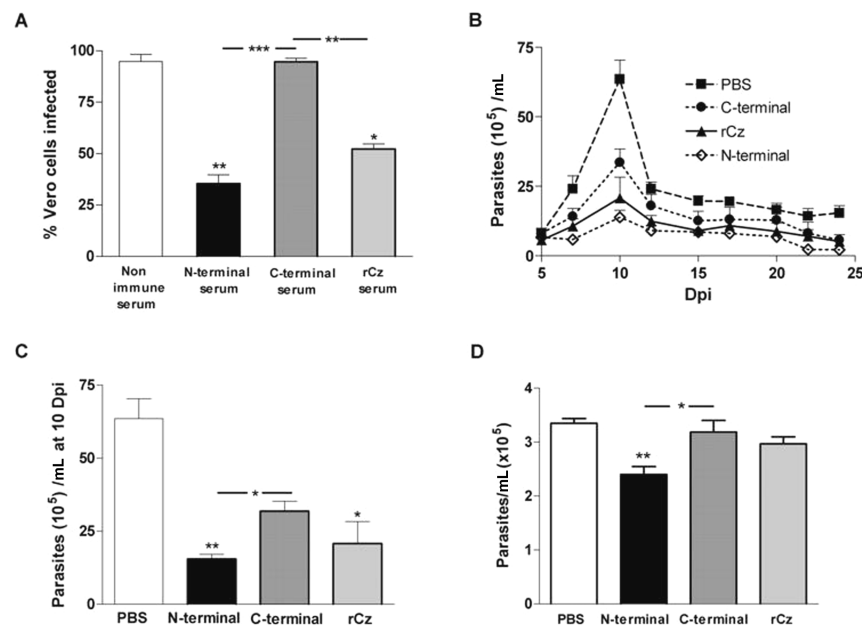 A
% Vero cells infected
100
75
50
25
0
***
**
**
*
Non
immune
serum
N-terminal
serum
C-terminal
serum
rCz
serum
B
Parasites (10⁵) /mL
75
50
25
0
PBS
C-terminal
rCz
N-terminal
5
10
15
20
25
Dpi
C
Parasites (10⁵) /mL at 10 Dpi
75
50
25
0
*
**
*
PBS
N-terminal
C-terminal
rCz
D
Parasites/mL (x10⁵)
4
3
2
1
0
*
**
PBS
N-terminal
C-terminal
rCz